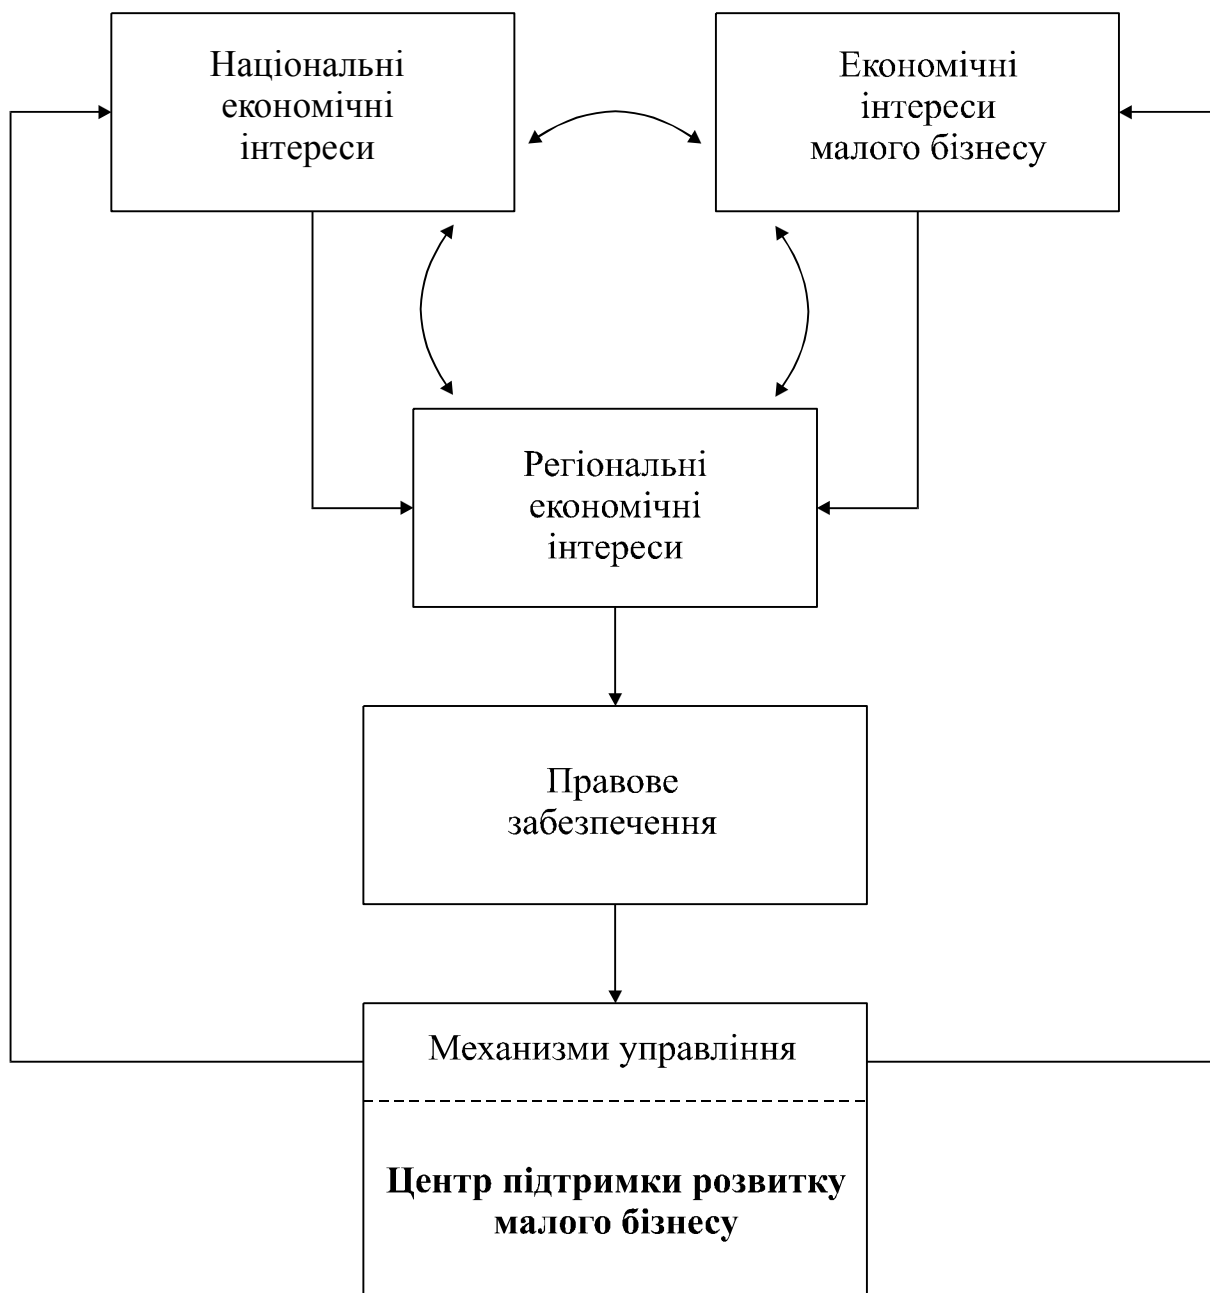 Національні
економічні
інтереси
Економічні
інтереси
малого бізнесу
Регіональні
економічні
інтереси
Правове
забезпечення
Механизми управління
Центр підтримки розвитку
малого бізнесу